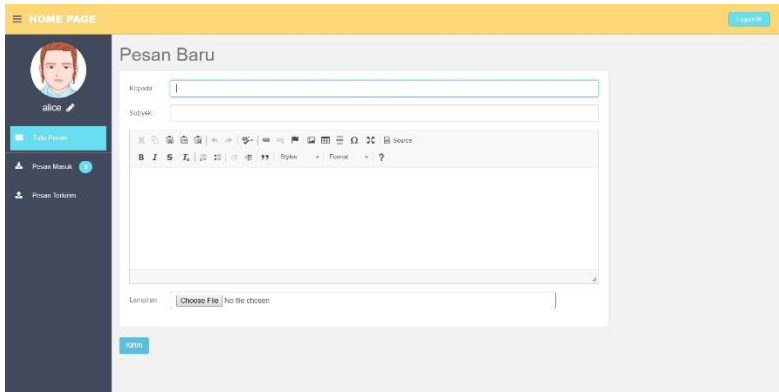 HOME PAGE
Logout
alice
Tulis Pesan
Pesan Masuk
Pesan Terkirim
Pesan Baru
Kepada:
Subyek:
Source
B I S Ix
Styles Format ?
Lampiran:
Choose File No file chosen
Kirim